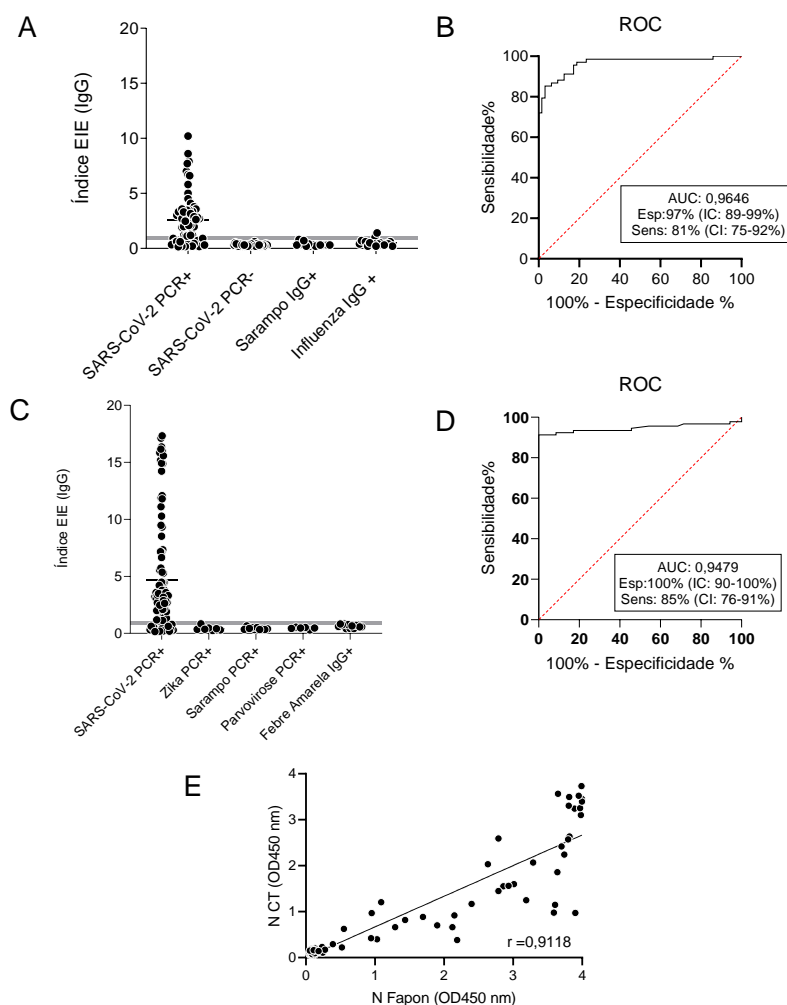 A
Índice EIE (IgG)
20
15
10
5
0
SARS-CoV-2 PCR+
SARS-CoV-2 PCR-
Sarampo IgG+
Influenza IgG +
B
ROC
Sensibilidade%
100
80
60
40
20
0
AUC: 0,9646
Esp:97% (IC: 89-99%)
Sens: 81% (CI: 75-92%)
0 20 40 60 80 100
100% - Especificidade %
C
Índice EIE (IgG)
20
15
10
5
0
SARS-CoV-2 PCR+
Zika PCR+
Sarampo PCR+
Parvovirose PCR+
Febre Amarela IgG+
D
ROC
Sensibilidade%
100
80
60
40
20
0
AUC: 0,9479
Esp:100% (IC: 90-100%)
Sens: 85% (CI: 76-91%)
0 20 40 60 80 100
100% - Especificidade %
E
N CT (OD450 nm)
4
3
2
1
0
r =0,9118
0 1 2 3 4
N Fapon (OD450 nm)